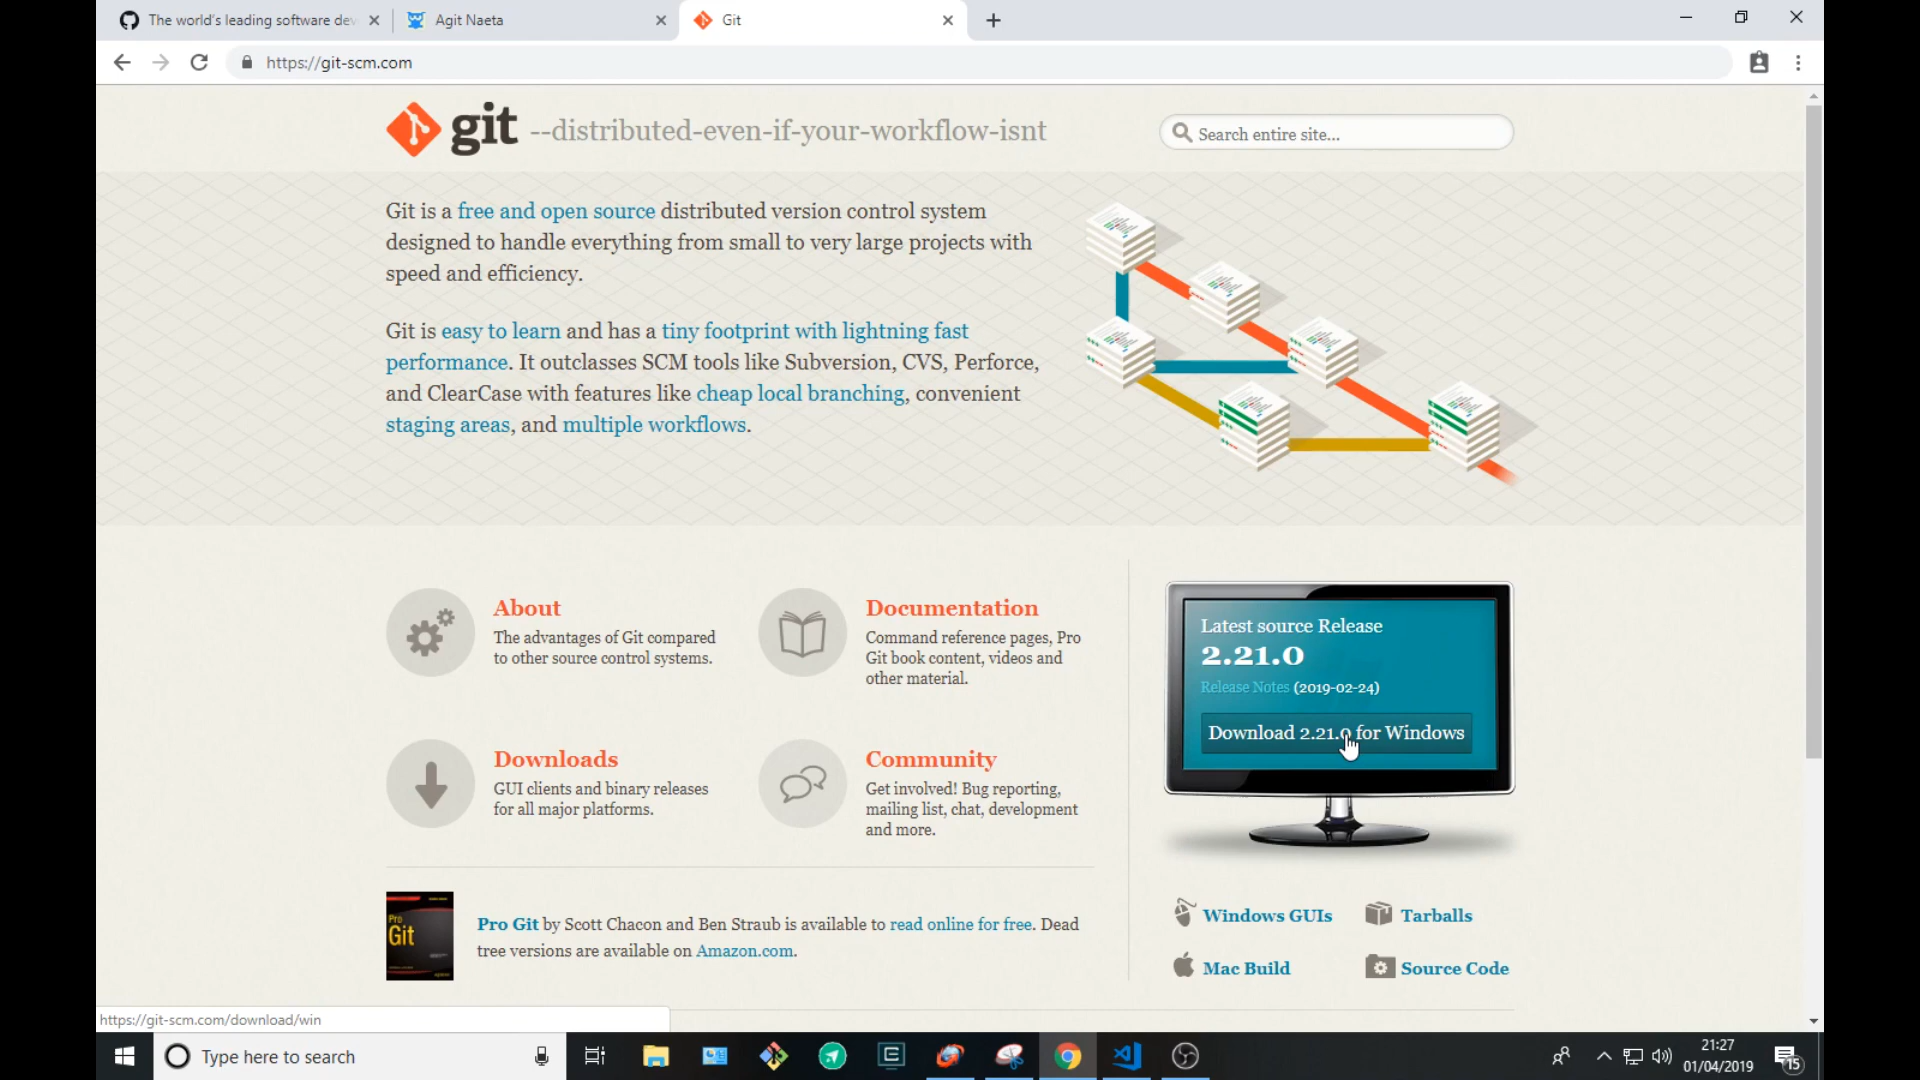 The world's leading software dev
Agit Naeta
Git
https://git-scm.com
git --distributed-even-if-your-workflow-isnt
Search entire site...
Git is a free and open source distributed version control system
designed to handle everything from small to very large projects with
speed and efficiency.
Git is easy to learn and has a tiny footprint with lightning fast
performance. It outclasses SCM tools like Subversion, CVS, Perforce,
and ClearCase with features like cheap local branching, convenient
staging areas, and multiple workflows.
About
The advantages of Git compared
to other source control systems.
Documentation
Command reference pages, Pro
Git book content, videos and
other material.
Downloads
GUI clients and binary releases
for all major platforms.
Community
Get involved! Bug reporting,
mailing list, chat, development
and more.
Latest source Release
2.21.0
Release Notes (2019-02-24)
Download 2.21.0 for Windows
Windows GUIs
Tarballs
Mac Build
Source Code
Pro
Git
Pro Git by Scott Chacon and Ben Straub is available to read online for free. Dead
tree versions are available on Amazon.com.
https://git-scm.com/download/win
Type here to search
21:27
01/04/2019
15